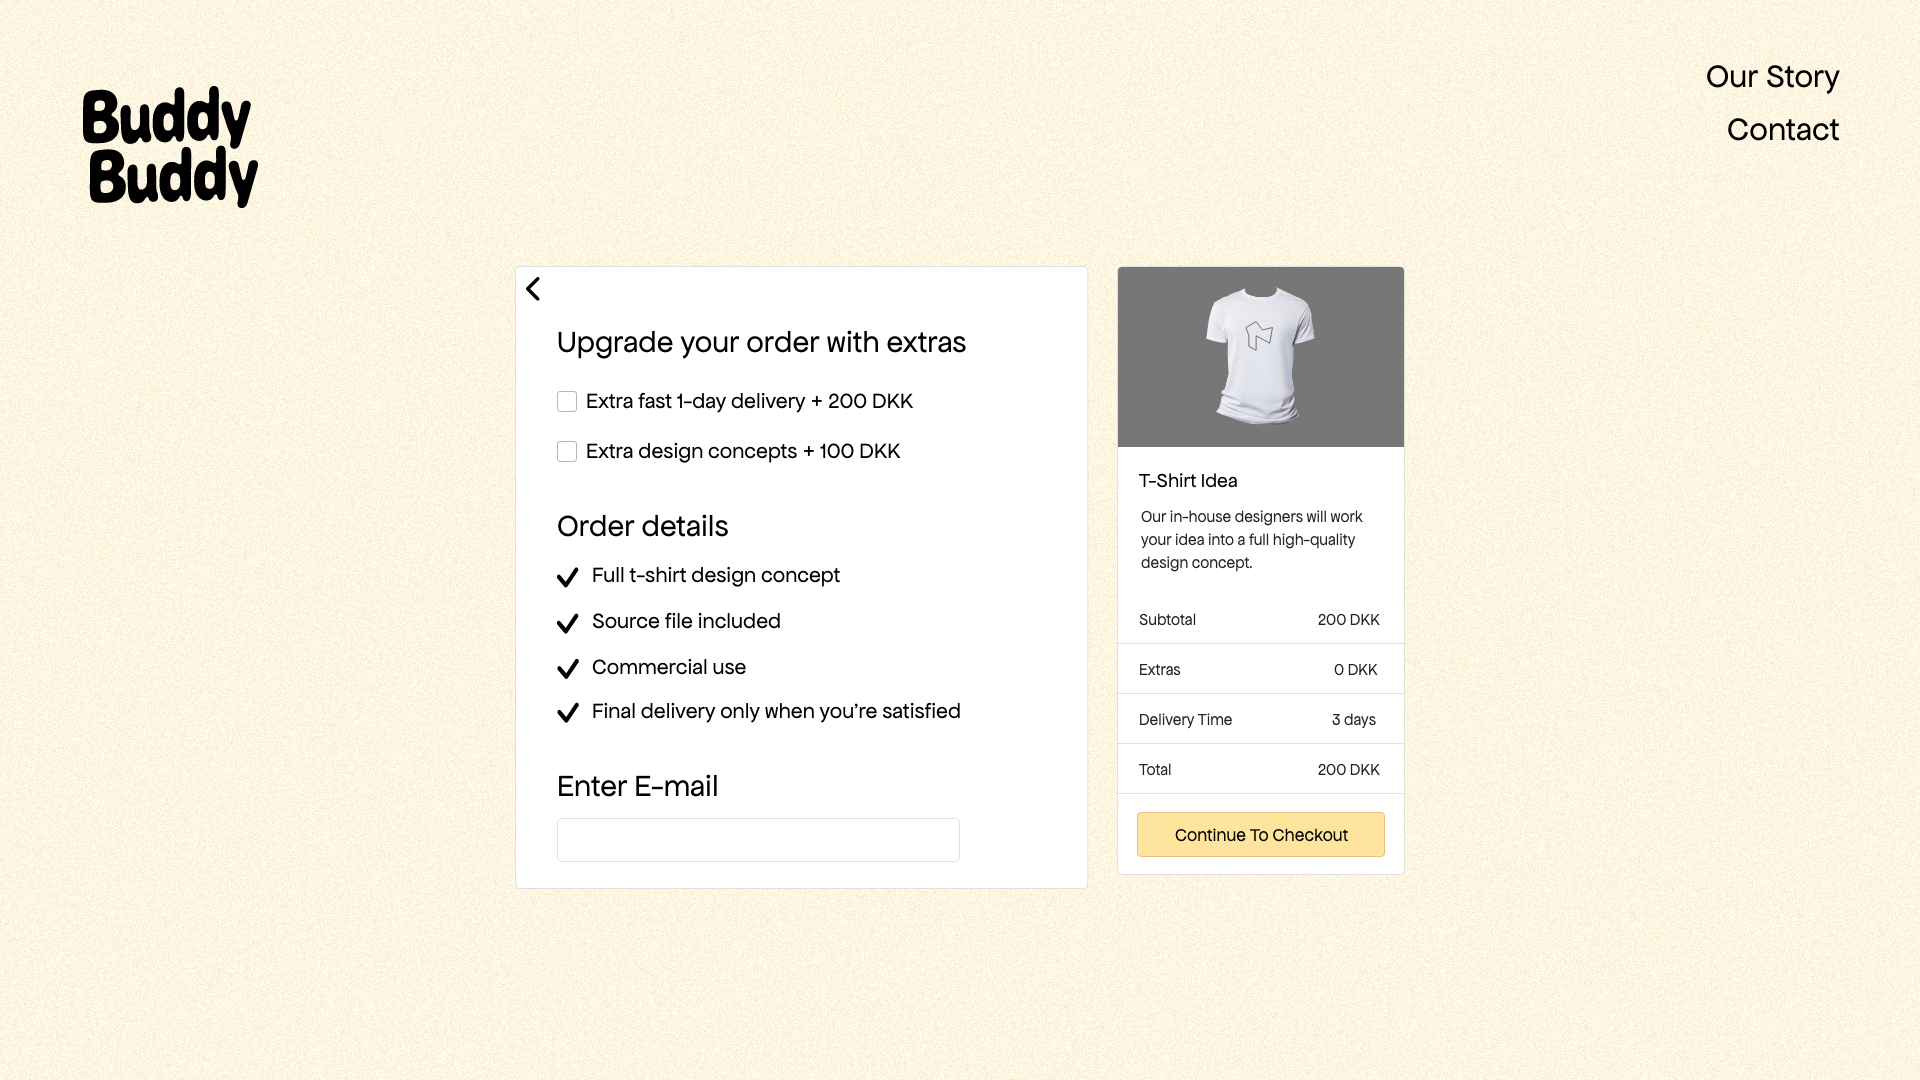 Buddy
Buddy
Our Story
Contact
Upgrade your order with extras
Extra fast 1-day delivery + 200 DKK
Extra design concepts + 100 DKK
Order details
Full t-shirt design concept
Source file included
Commercial use
Final delivery only when you’re satisfied
Enter E-mail
T-Shirt Idea
Our in-house designers will work
your idea into a full high-quality
design concept.
Subtotal 200 DKK
Extras 0 DKK
Delivery Time 3 days
Total 200 DKK
Continue To Checkout